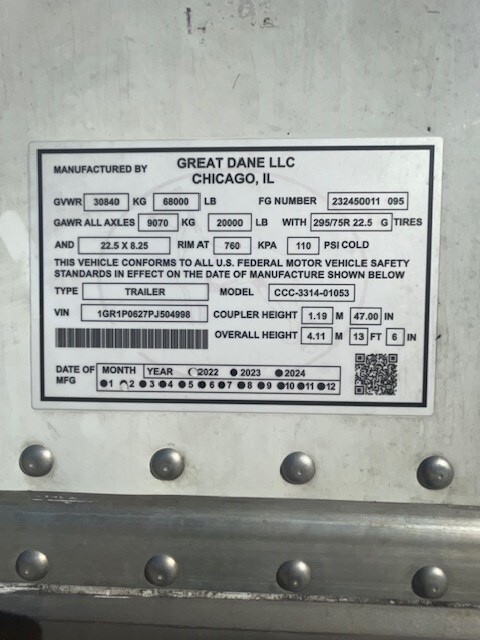 MANUFACTURED BY GREAT DANE LLC
CHICAGO, IL
GVWR 30840 KG 68000 LB FG NUMBER 232450011 095
GAWR ALL AXLES 9070 KG 20000 LB WITH 295/75R 22.5 G TIRES
AND 22.5 X 8.25 RIM AT 760 KPA 110 PSI COLD
THIS VEHICLE CONFORMS TO ALL U.S. FEDERAL MOTOR VEHICLE SAFETY
STANDARDS IN EFFECT ON THE DATE OF MANUFACTURE SHOWN BELOW
TYPE TRAILER MODEL CCC-3314-01053
VIN 1GR1P0627PJ504998 COUPLER HEIGHT 1.19 M 47.00 IN
OVERALL HEIGHT 4.11 M 13 FT 6 IN
DATE OF MFG MONTH YEAR 2022 2023 2024
1 2 3 4 5 6 7 8 9 10 11 12